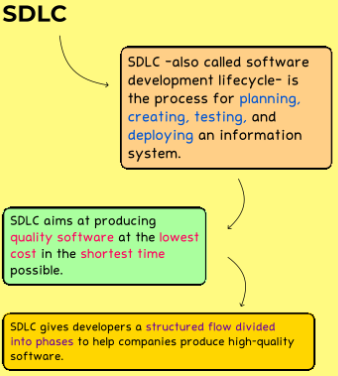 SDLC
SDLC -also called software
development lifecycle- is
the process for planning,
creating, testing, and
deploying an information
system.
SDLC aims at producing
quality software at the lowest
cost in the shortest time
possible.
SDLC gives developers a structured flow divided
into phases to help companies produce high-quality
software.